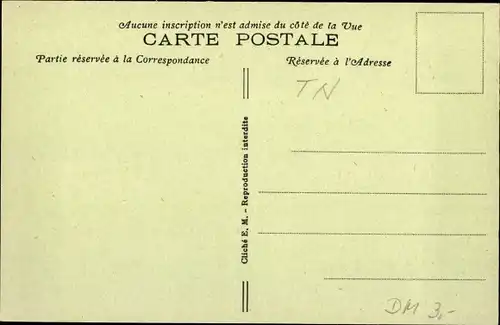 Aucune inscription n'est admise du côté de la Vue
CARTE POSTALE
Partie réservée à la Correspondance
Réservée à l'Adresse
TN
Cliché E. M. - Reproduction interdite
DM 3,-